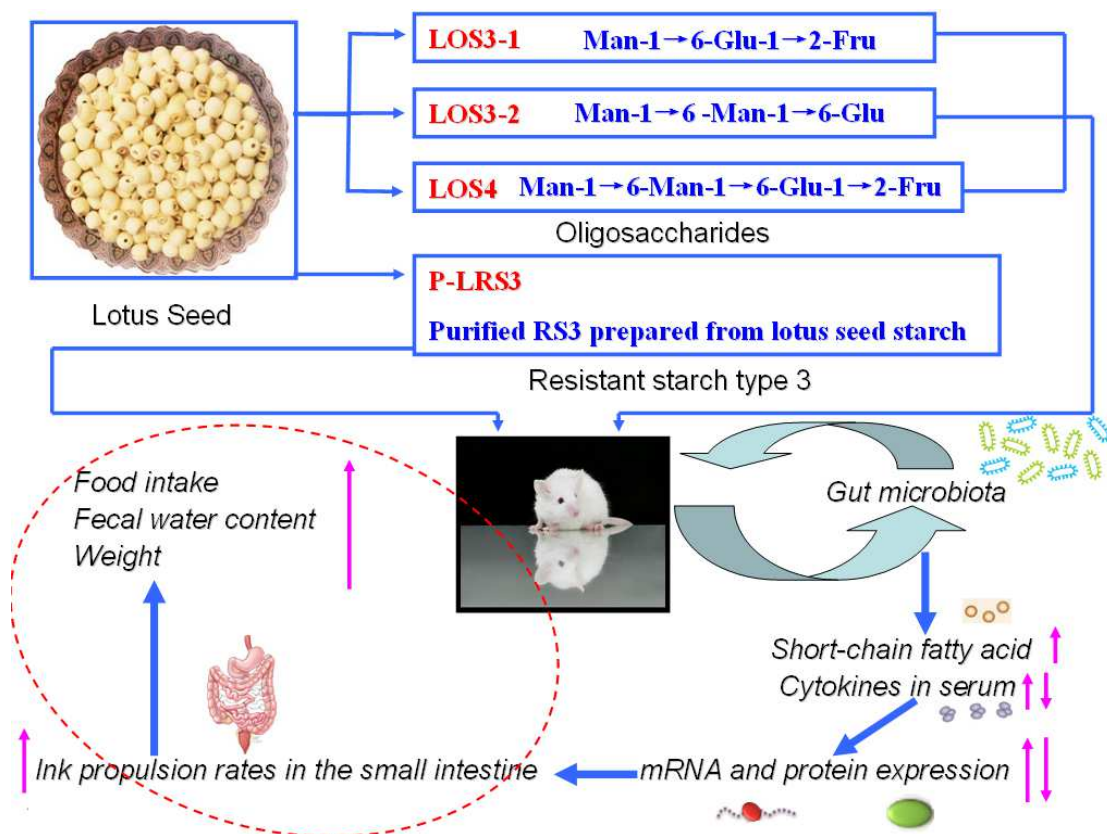 LOS3-1 Man-1→6-Glu-1→2-Fru
LOS3-2 Man-1→6 -Man-1→6-Glu
LOS4 Man-1→6-Man-1→6-Glu-1→2-Fru
Oligosaccharides
Lotus Seed
P-LRS3
Purified RS3 prepared from lotus seed starch
Resistant starch type 3
Food intake
Fecal water content
Weight
Gut microbiota
Short-chain fatty acid
Cytokines in serum
mRNA and protein expression
Ink propulsion rates in the small intestine